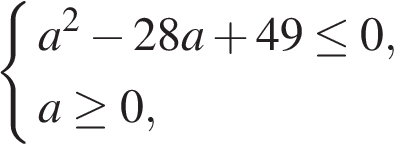 a² − 28a + 49 ≤ 0,
a ≥ 0,